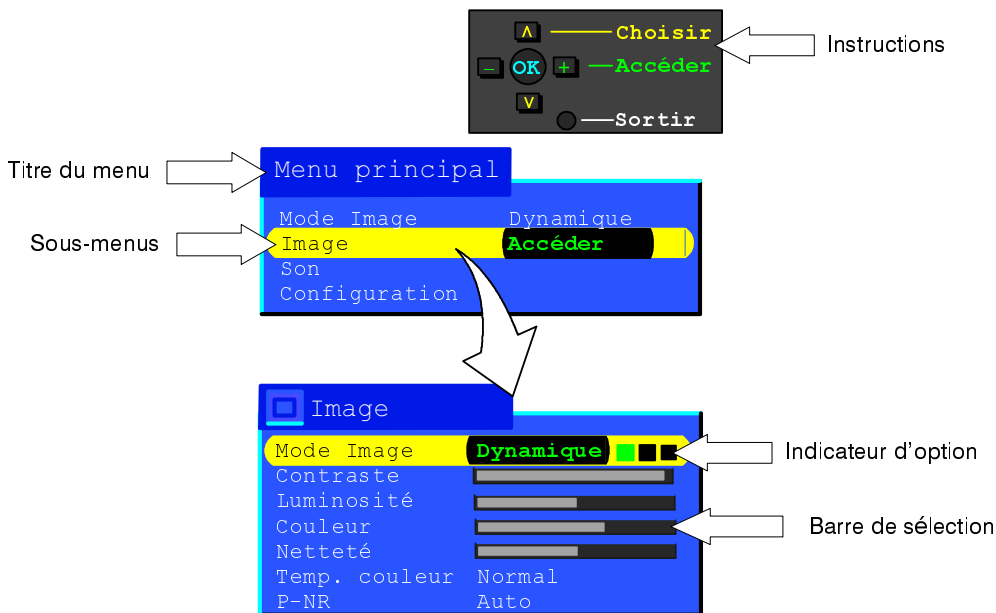 Λ Choisir
Instructions
– OK + Accéder
V
Sortir
Titre du menu
Menu principal
Mode Image Dynamique
Sous-menus
Image Accéder
Son
Configuration
Image
Mode Image Dynamique
Indicateur d'option
Contraste
Luminosité
Couleur
Barre de sélection
Netteté
Temp. couleur Normal
P-NR Auto